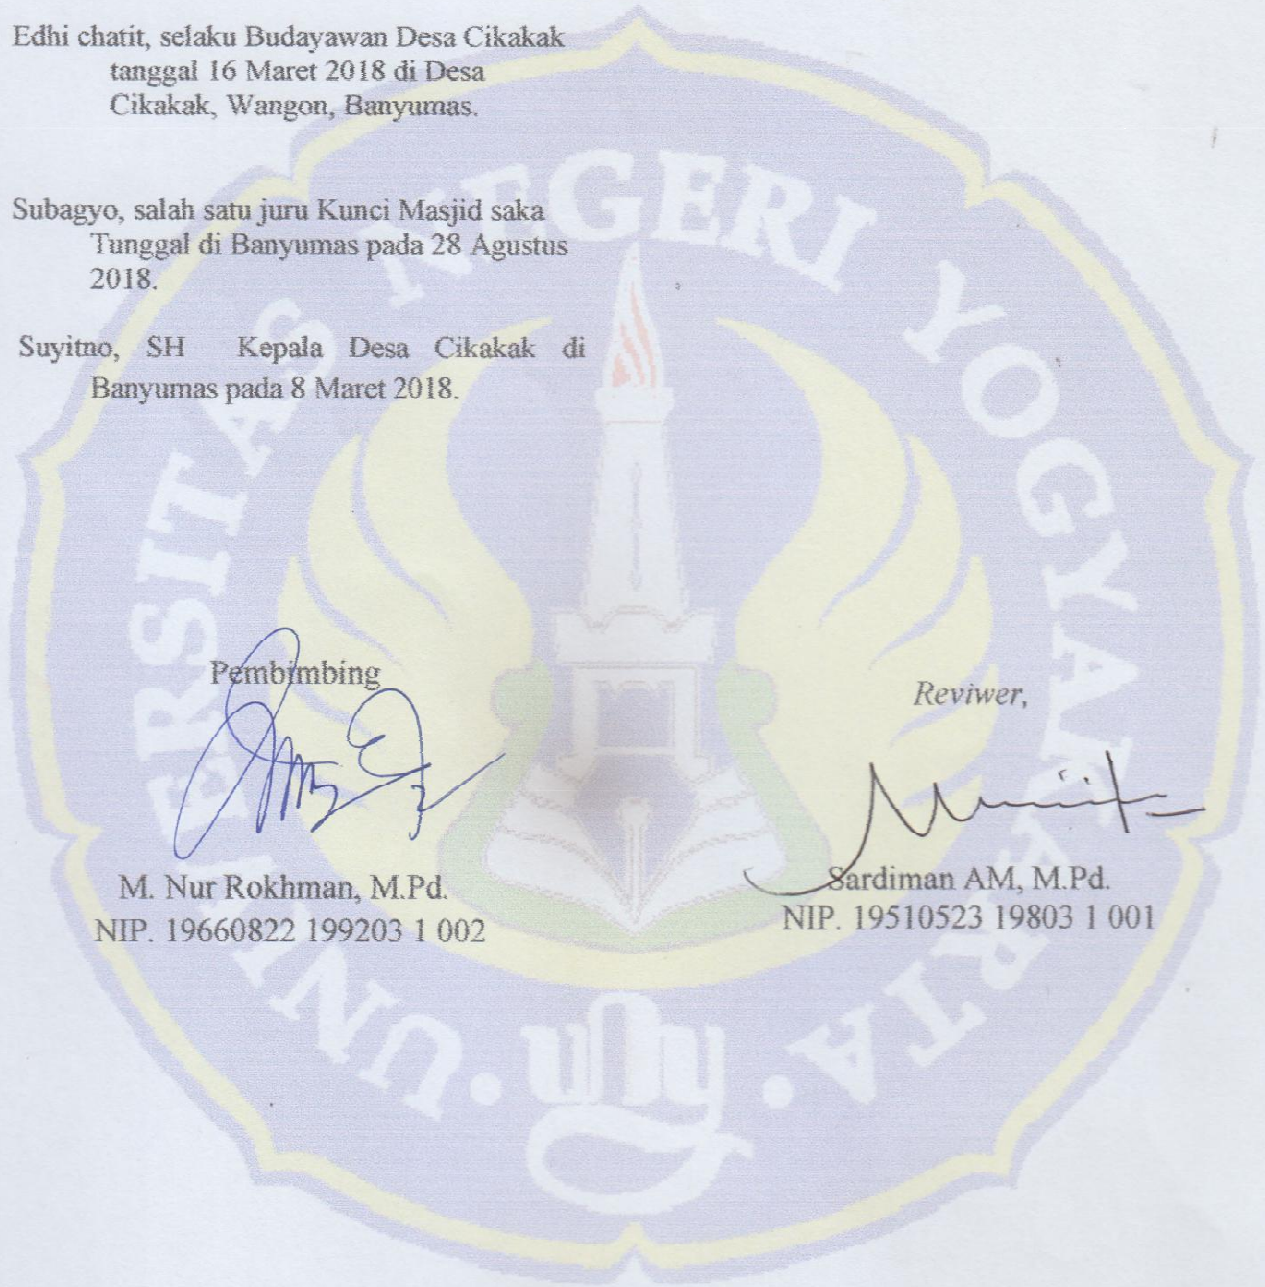 Edhi chatit, selaku Budayawan Desa Cikakak
tanggal 16 Maret 2018 di Desa
Cikakak, Wangon, Banyumas.
Subagyo, salah satu juru Kunci Masjid saka
Tunggal di Banyumas pada 28 Agustus
2018.
Suyitno, SH Kepala Desa Cikakak di
Banyumas pada 8 Maret 2018.
UNIVERSITAS NEGERI YOGYAKARTA
Pembimbing
Reviwer,
M. Nur Rokhman, M.Pd.
NIP. 19660822 199203 1 002
Sardiman AM, M.Pd.
NIP. 19510523 19803 1 001
uny